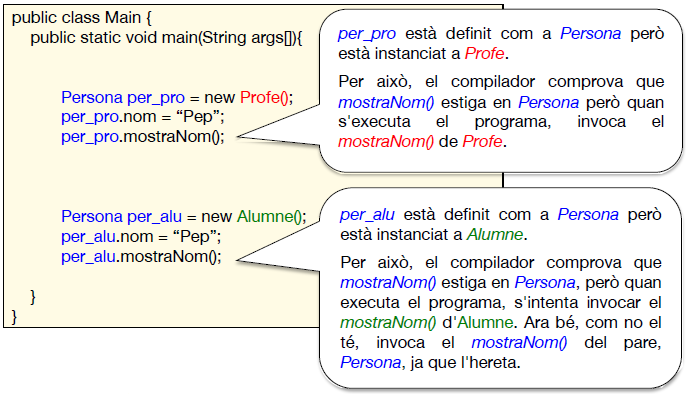 public class Main {
public static void main(String args[]){
Persona per_pro = new Profe();
per_pro.nom = “Pep”;
per_pro.mostraNom();
Persona per_alu = new Alumne();
per_alu.nom = “Pep”;
per_alu.mostraNom();
}
}
per_pro està definit com a Persona però
està instanciat a Profe.
Per això, el compilador comprova que
mostraNom() estiga en Persona però quan
s'executa el programa, invoca el
mostraNom() de Profe.
per_alu està definit com a Persona però
està instanciat a Alumne.
Per això, el compilador comprova que
mostraNom() estiga en Persona, però quan
executa el programa, s'intenta invocar el
mostraNom() d'Alumne. Ara bé, com no el
té, invoca el mostraNom() del pare,
Persona, ja que l'hereta.